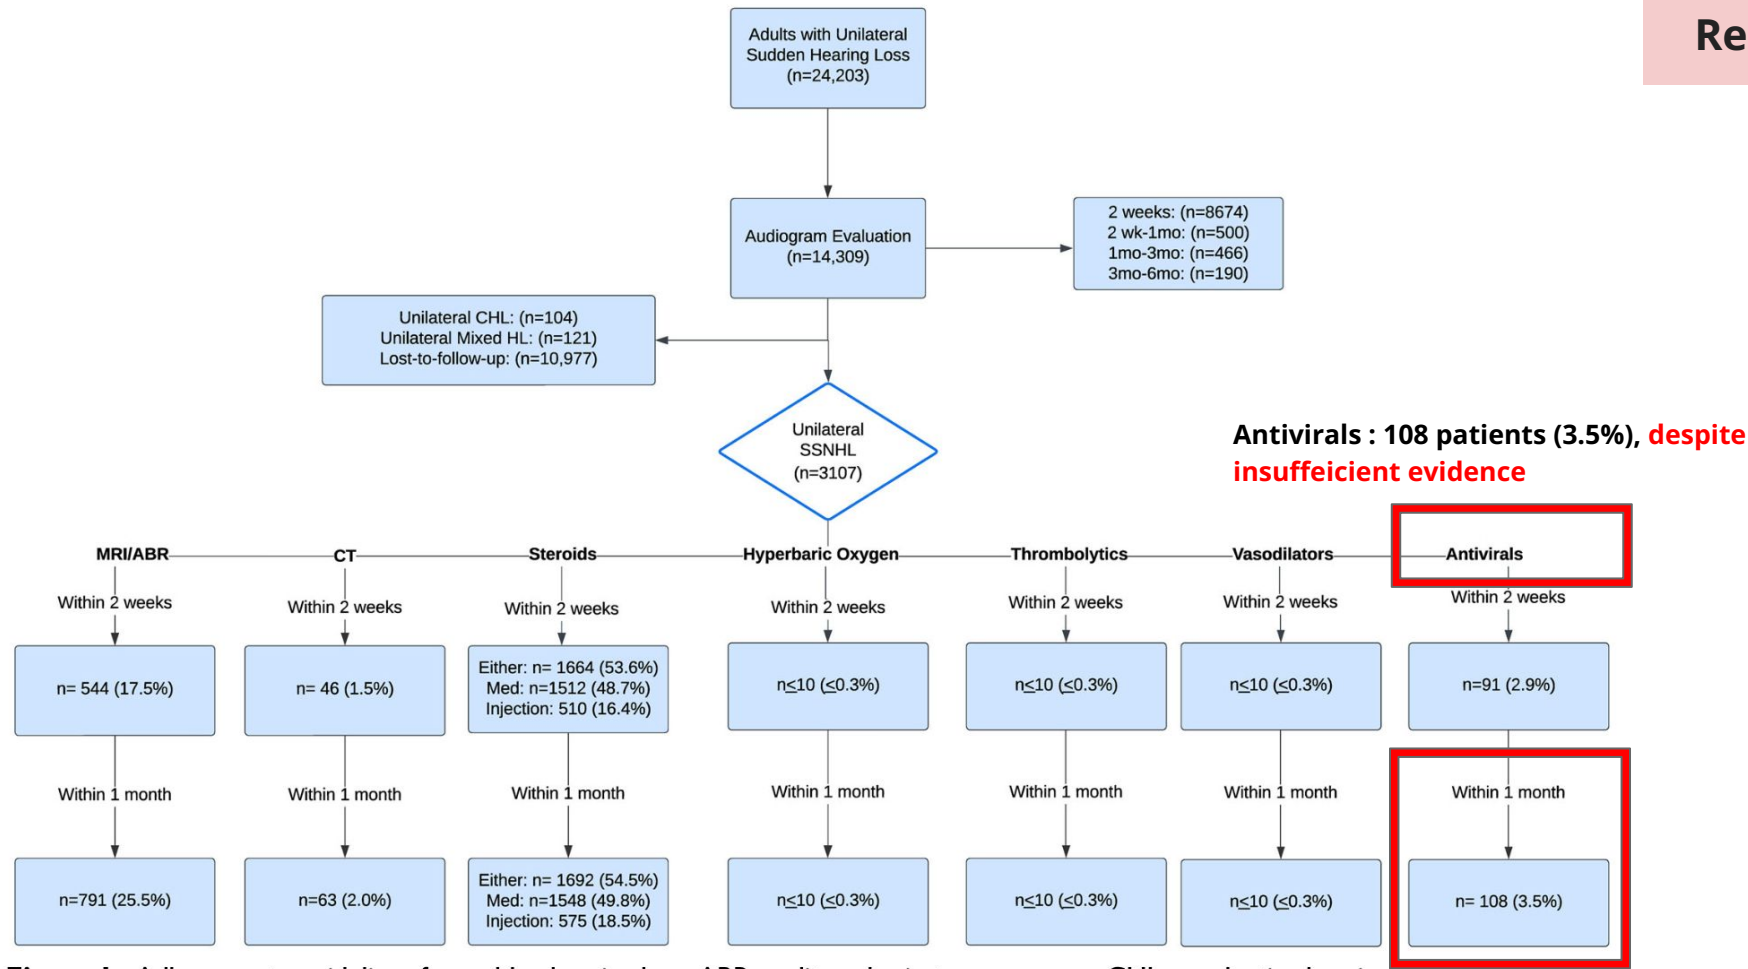 Re
Adults with Unilateral
Sudden Hearing Loss
(n=24,203)
Audiogram Evaluation
(n=14,309)
2 weeks: (n=8674)
2 wk-1mo: (n=500)
1mo-3mo: (n=466)
3mo-6mo: (n=190)
Unilateral CHL: (n=104)
Unilateral Mixed HL: (n=121)
Lost-to-follow-up: (n=10,977)
Unilateral
SSNHL
(n=3107)
Antivirals : 108 patients (3.5%), despite
insuffeicient evidence
MRI/ABR
Within 2 weeks
n= 544 (17.5%)
Within 1 month
n=791 (25.5%)
CT
Within 2 weeks
n= 46 (1.5%)
Within 1 month
n=63 (2.0%)
Steroids
Within 2 weeks
Either: n= 1664 (53.6%)
Med: n=1512 (48.7%)
Injection: 510 (16.4%)
Within 1 month
Either: n= 1692 (54.5%)
Med: n=1548 (49.8%)
Injection: 575 (18.5%)
Hyperbaric Oxygen
Within 2 weeks
n≤10 (≤0.3%)
Within 1 month
n≤10 (≤0.3%)
Thrombolytics
Within 2 weeks
n≤10 (≤0.3%)
Within 1 month
n≤10 (≤0.3%)
Vasodilators
Within 2 weeks
n≤10 (≤0.3%)
Within 1 month
n≤10 (≤0.3%)
Antivirals
Within 2 weeks
n=91 (2.9%)
Within 1 month
n= 108 (3.5%)